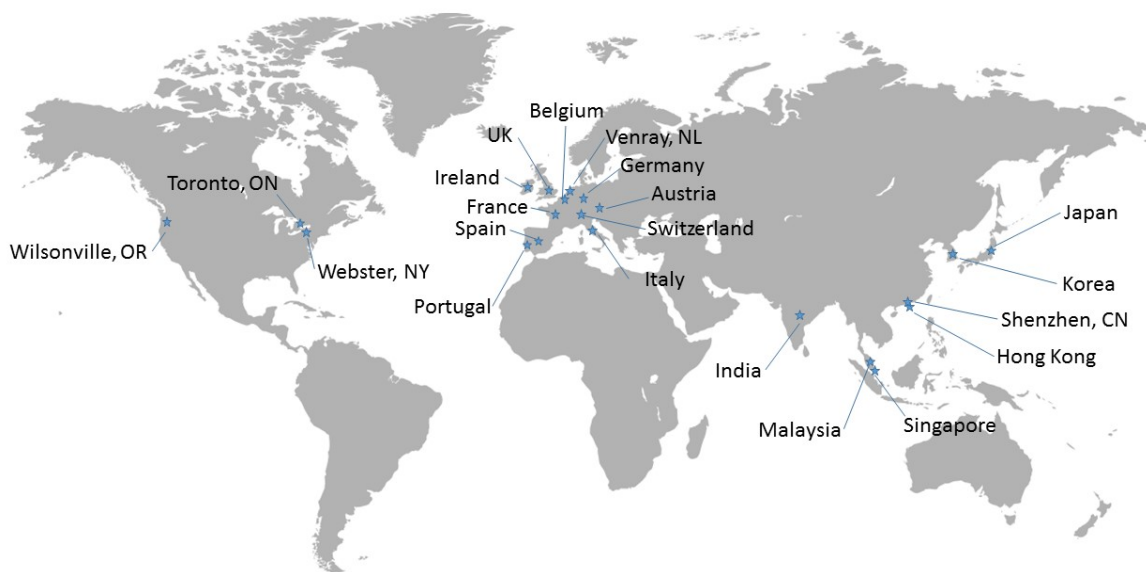 Belgium
UK
Venray, NL
Germany
Ireland
Toronto, ON
Austria
France
Japan
Spain
Switzerland
Wilsonville, OR
Webster, NY
Italy
Korea
Portugal
Shenzhen, CN
Hong Kong
India
Malaysia
Singapore